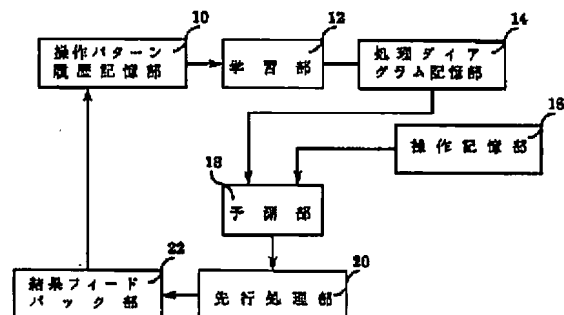 10
操作パターン
履歴記憶部
12
学習部
14
処理ダイア
グラム記憶部
16
操作記憶部
18
予測部
22
結果フィード
バック部
20
先行処理部